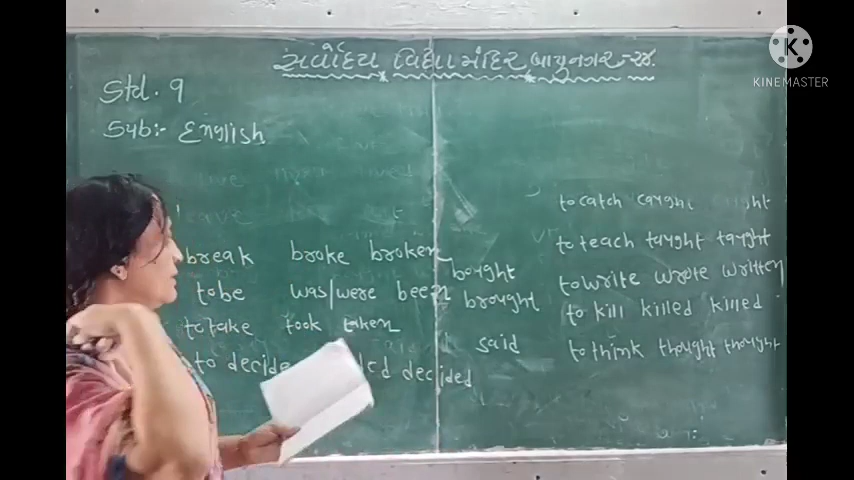 સર્વોદય વિદ્યામંદિર બાપુનગર-૨૪.
Std. 9
Sub:- English
KINEMASTER
break broke broken
to be was/were been
to take took taken
to decide decided
bought
brought
said
to catch caught
to teach taught taught
to write wrote written
to kill killed killed
to think thought thought